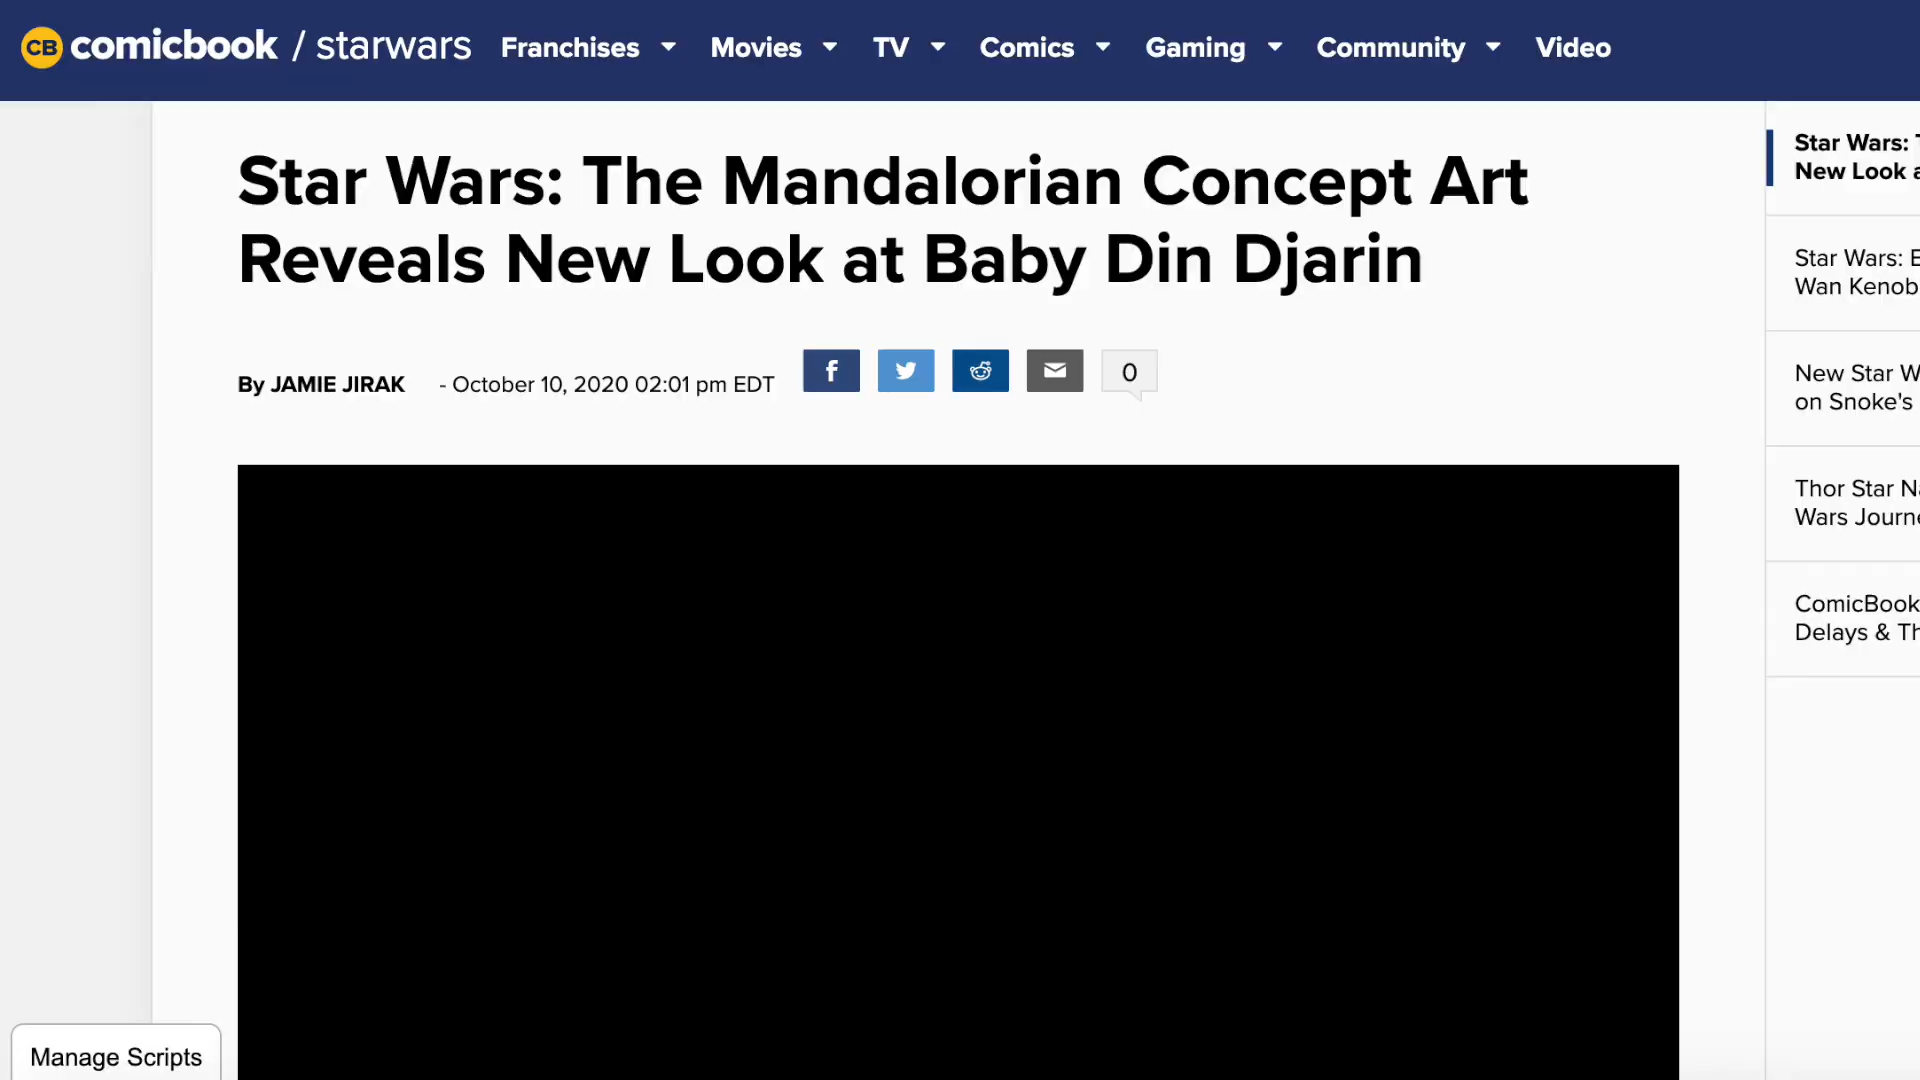 CB comicbook / starwars Franchises Movies TV Comics Gaming Community Video
Star Wars: The Mandalorian Concept Art
Reveals New Look at Baby Din Djarin
By JAMIE JIRAK - October 10, 2020 02:01 pm EDT
0
Star Wars:
New Look
Star Wars:
Wan Kenob
New Star W
on Snoke's
Thor Star Na
Wars Journe
ComicBook
Delays & Th
Manage Scripts